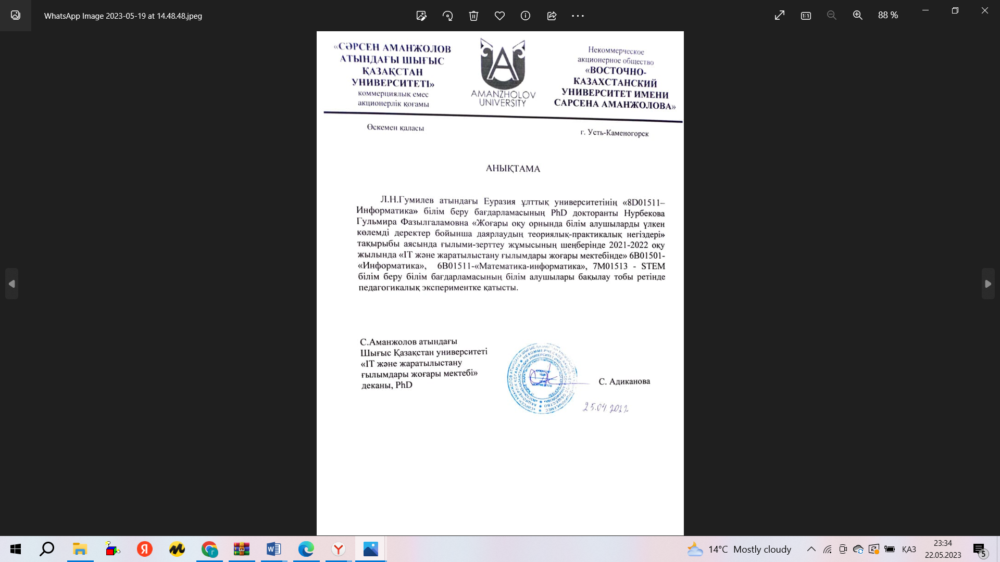 WhatsApp Image 2023-05-19 at 14.48.48.jpeg
88 %
«СӘРСЕН АМАНЖОЛОВ
АТЫНДАҒЫ ШЫҒЫС
ҚАЗАҚСТАН
УНИВЕРСИТЕТІ»
коммерциялық емес
акционерлік қоғамы
AMANZHOLOV
UNIVERSITY
Некоммерческое
акционерное общество
«ВОСТОЧНО-
КАЗАХСТАНСКИЙ
УНИВЕРСИТЕТ ИМЕНИ
САРСЕНА АМАНЖОЛОВА»
Өскемен қаласы
г. Усть-Каменогорск
АНЫҚТАМА
Л.Н.Гумилев атындағы Еуразия ұлттық университетінің «8D01511–
Информатика» білім беру бағдарламасының PhD докторанты Нурбекова
Гульмира Фазылгаламовна «Жоғары оқу орнында білім алушыларды үлкен
көлемді деректер бойынша даярлаудың теориялық-практикалық негіздері»
тақырыбы аясында ғылыми-зерттеу жұмысының шеңберінде 2021-2022 оқу
жылында «IT және жаратылыстану ғылымдары жоғары мектебінде» 6B01501-
«Информатика», 6B01511-«Математика-информатика», 7M01513 - STEM
білім беру білім бағдарламасының білім алушылары бақылау тобы ретінде
педагогикалық экспериментке қатысты.
С.Аманжолов атындағы
Шығыс Қазақстан университеті
«IT және жаратылыстану
ғылымдары жоғары мектебі»
деканы, PhD
С. Адиканова
25.04.2022
14°C Mostly cloudy
ҚАЗ
23:34
22.05.2023
5